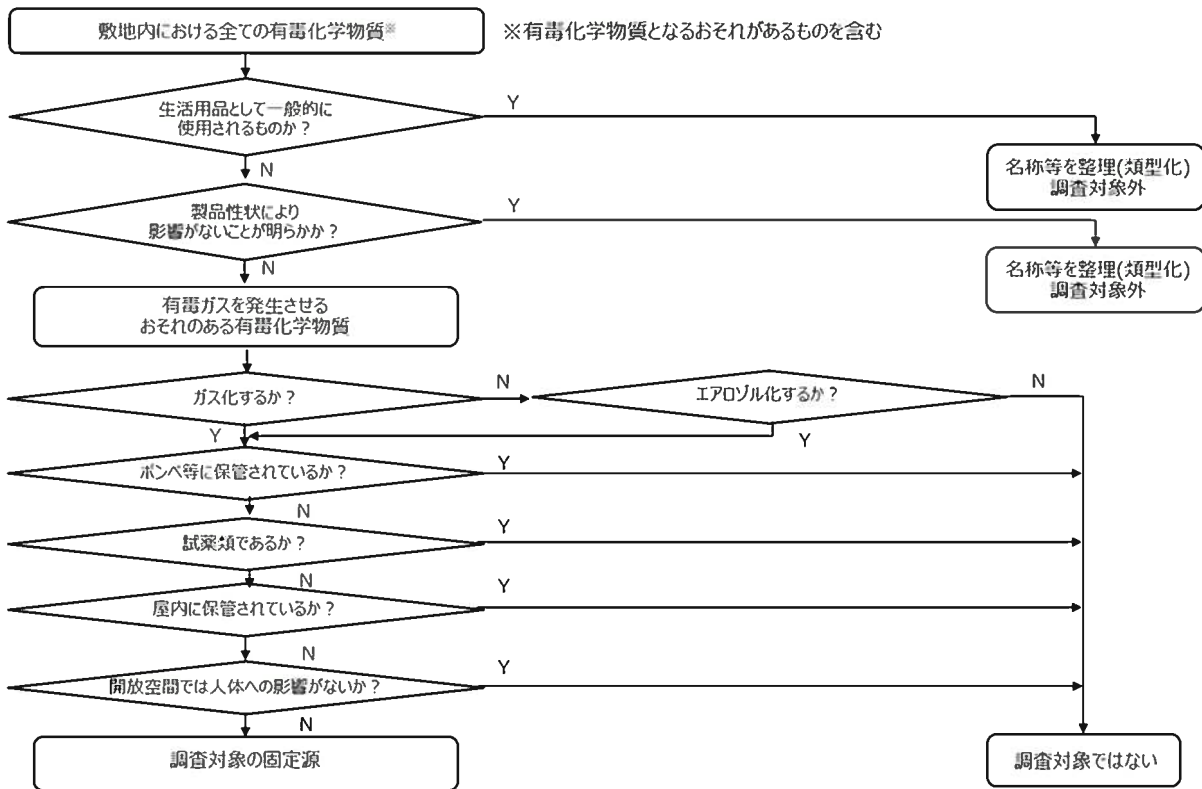 敷地内における全ての有毒化学物質※
※有毒化学物質となるおそれがあるものを含む
生活用品として一般的に
使用されるものか？
Y
N
名称等を整理(類型化)
調査対象外
製品性状により
影響がないことが明らかか？
Y
N
名称等を整理(類型化)
調査対象外
有毒ガスを発生させる
おそれのある有毒化学物質
ガス化するか？
N
エアロゾル化するか？
N
Y
Y
ボンベ等に保管されているか？
Y
N
試薬類であるか？
Y
N
屋内に保管されているか？
Y
N
開放空間では人体への影響がないか？
Y
N
調査対象の固定源
調査対象ではない